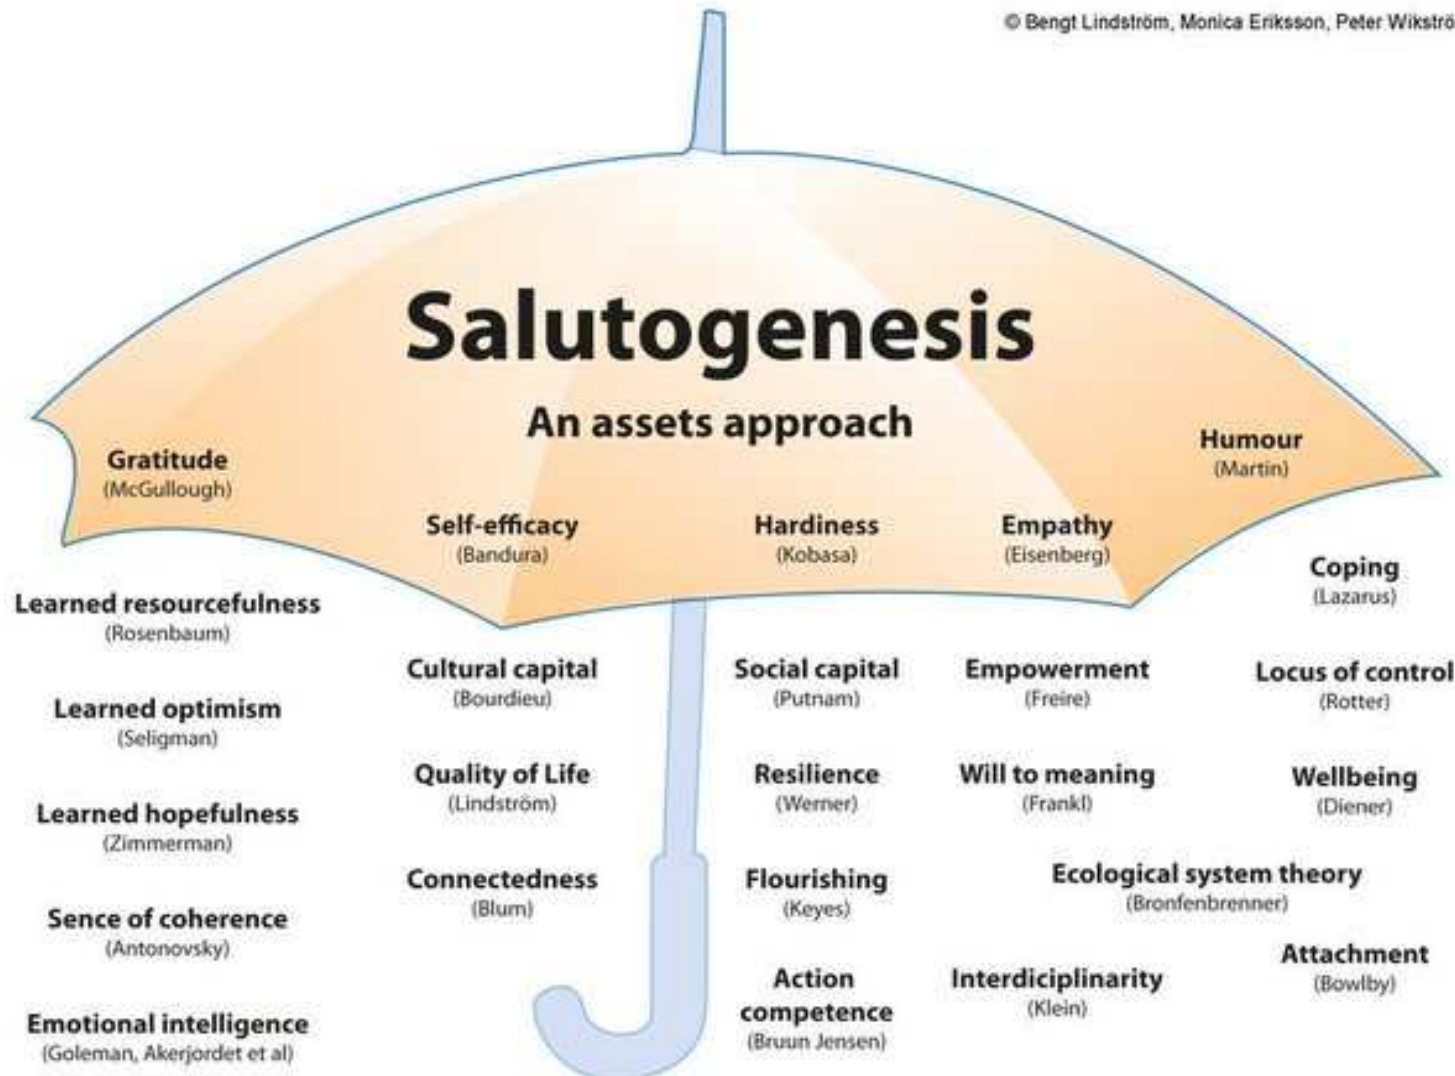 © Bengt Lindström, Monica Eriksson, Peter Wikströ
Salutogenesis
An assets approach
Gratitude
(McGullough)
Humour
(Martin)
Self-efficacy
(Bandura)
Hardiness
(Kobasa)
Empathy
(Eisenberg)
Coping
(Lazarus)
Learned resourcefulness
(Rosenbaum)
Cultural capital
(Bourdieu)
Social capital
(Putnam)
Empowerment
(Freire)
Locus of control
(Rotter)
Learned optimism
(Seligman)
Quality of Life
(Lindström)
Resilience
(Werner)
Will to meaning
(Frankl)
Wellbeing
(Diener)
Learned hopefulness
(Zimmerman)
Connectedness
(Blum)
Flourishing
(Keyes)
Ecological system theory
(Bronfenbrenner)
Sence of coherence
(Antonovsky)
Attachment
(Bowlby)
Action
competence
(Bruun Jensen)
Interdiciplinarity
(Klein)
Emotional intelligence
(Goleman, Akerjordet et al)